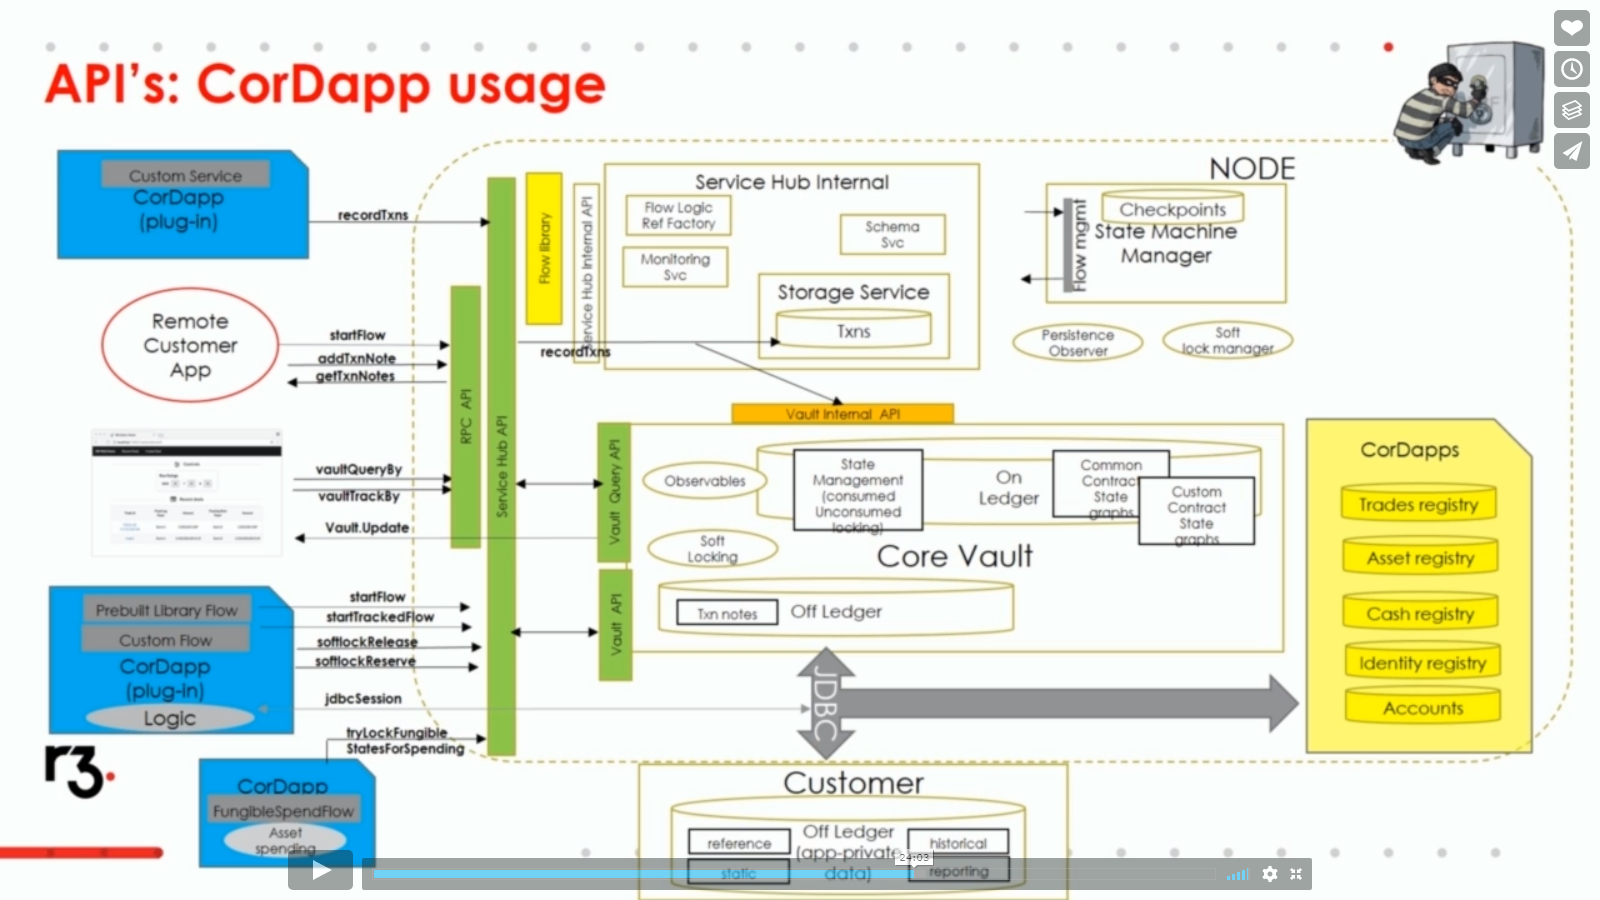 API's: CorDapp usage
NODE
Custom Service
CorDapp
(plug-in)
recordTxns
Flow library
Service Hub Internal API
Service Hub Internal
Flow Logic
Ref Factory
Monitoring
Svc
Schema
Svc
Storage Service
Txns
Flow mgmt
Checkpoints
State Machine
Manager
Persistence
Observer
Soft
lock manager
Remote
Customer
App
startFlow
addTxnNote
getTxnNotes
recordTxns
RPC API
Service Hub API
Vault Internal API
vaultQueryBy
vaultTrackBy
Vault.Update
Vault Query API
Observables
State
Management
(consumed
Unconsumed
locking)
On
Ledger
Common
Contract
State
graphs
Custom
Contract
State
graphs
Soft
Locking
Core Vault
Vault API
Txn notes
Off Ledger
CorDapps
Trades registry
Asset registry
Cash registry
Identity registry
Accounts
Prebuilt Library Flow
Custom Flow
CorDapp
(plug-in)
Logic
startFlow
startTrackedFlow
softlockRelease
softlockReserve
jdbcSession
tryLockFungible
StatesForSpending
JDBC
r3.
CorDapp
FungibleSpendFlow
Asset
spending
Customer
reference
static
Off Ledger
(app-private
data)
historical
reporting
24:03